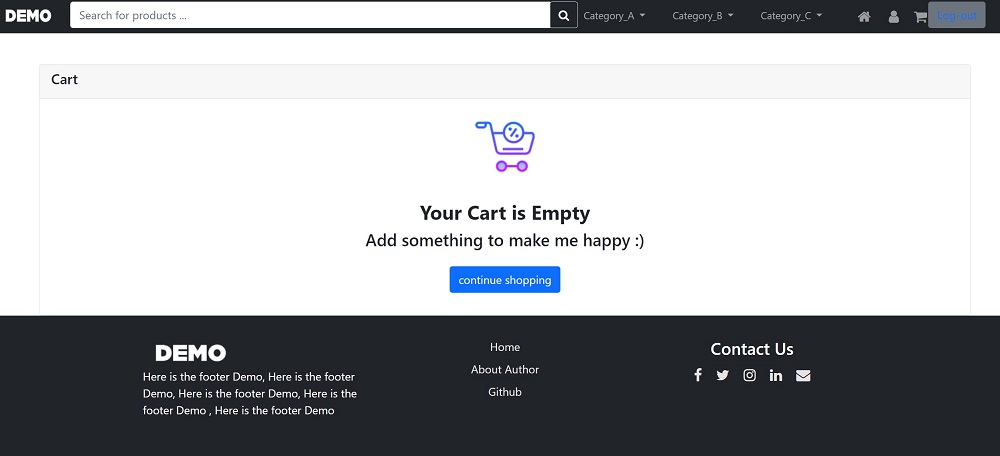 DEMO
Search for products ...
Category_A
Category_B
Category_C
Log-out
Cart
%
Your Cart is Empty
Add something to make me happy :)
continue shopping
DEMO
Here is the footer Demo, Here is the footer
Demo, Here is the footer Demo, Here is the
footer Demo , Here is the footer Demo
Home
About Author
Github
Contact Us